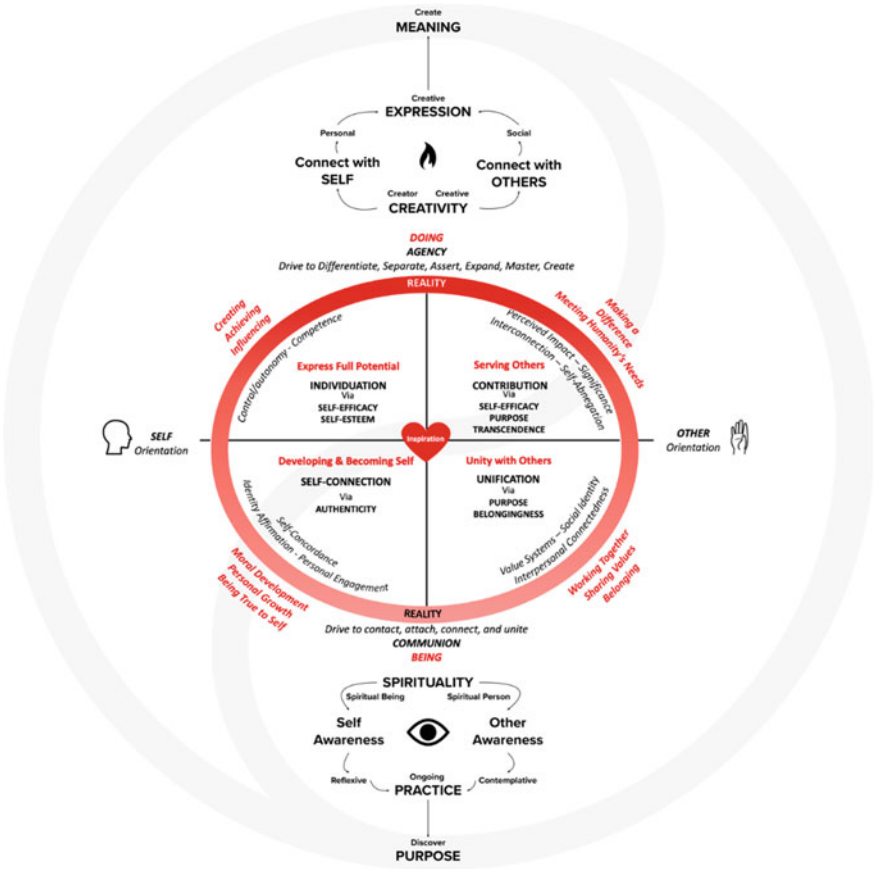 Create
MEANING
Creative
EXPRESSION
Personal
Social
Connect with
SELF
Connect with
OTHERS
Creator Creative
CREATIVITY
DOING
AGENCY
Drive to Differentiate, Separate, Assert, Expand, Master, Create
REALITY
Creating
Achieving
Influencing
Making a
Difference
Meeting Humanity's Needs
Control/autonomy - Competence
Perceived Impact – Significance
Interconnection – Self-Abnegation
Express Full Potential
INDIVIDUATION
Via
SELF-EFFICACY
SELF-ESTEEM
Serving Others
CONTRIBUTION
Via
SELF-EFFICACY
PURPOSE
TRANSCENDENCE
SELF
Orientation
Inspiration
OTHER
Orientation
Developing & Becoming Self
SELF-CONNECTION
Via
AUTHENTICITY
Unity with Others
UNIFICATION
Via
PURPOSE
BELONGINGNESS
Self-Concordance
Identity Affirmation - Personal Engagement
Value Systems – Social Identity
Interpersonal Connectedness
Moral Development
Personal Growth
Being True to Self
Working Together
Sharing Values
Belonging
REALITY
Drive to contact, attach, connect, and unite
COMMUNION
BEING
SPIRITUALITY
Spiritual Being Spiritual Person
Self
Awareness
Other
Awareness
Reflexive
Ongoing
Contemplative
PRACTICE
Discover
PURPOSE